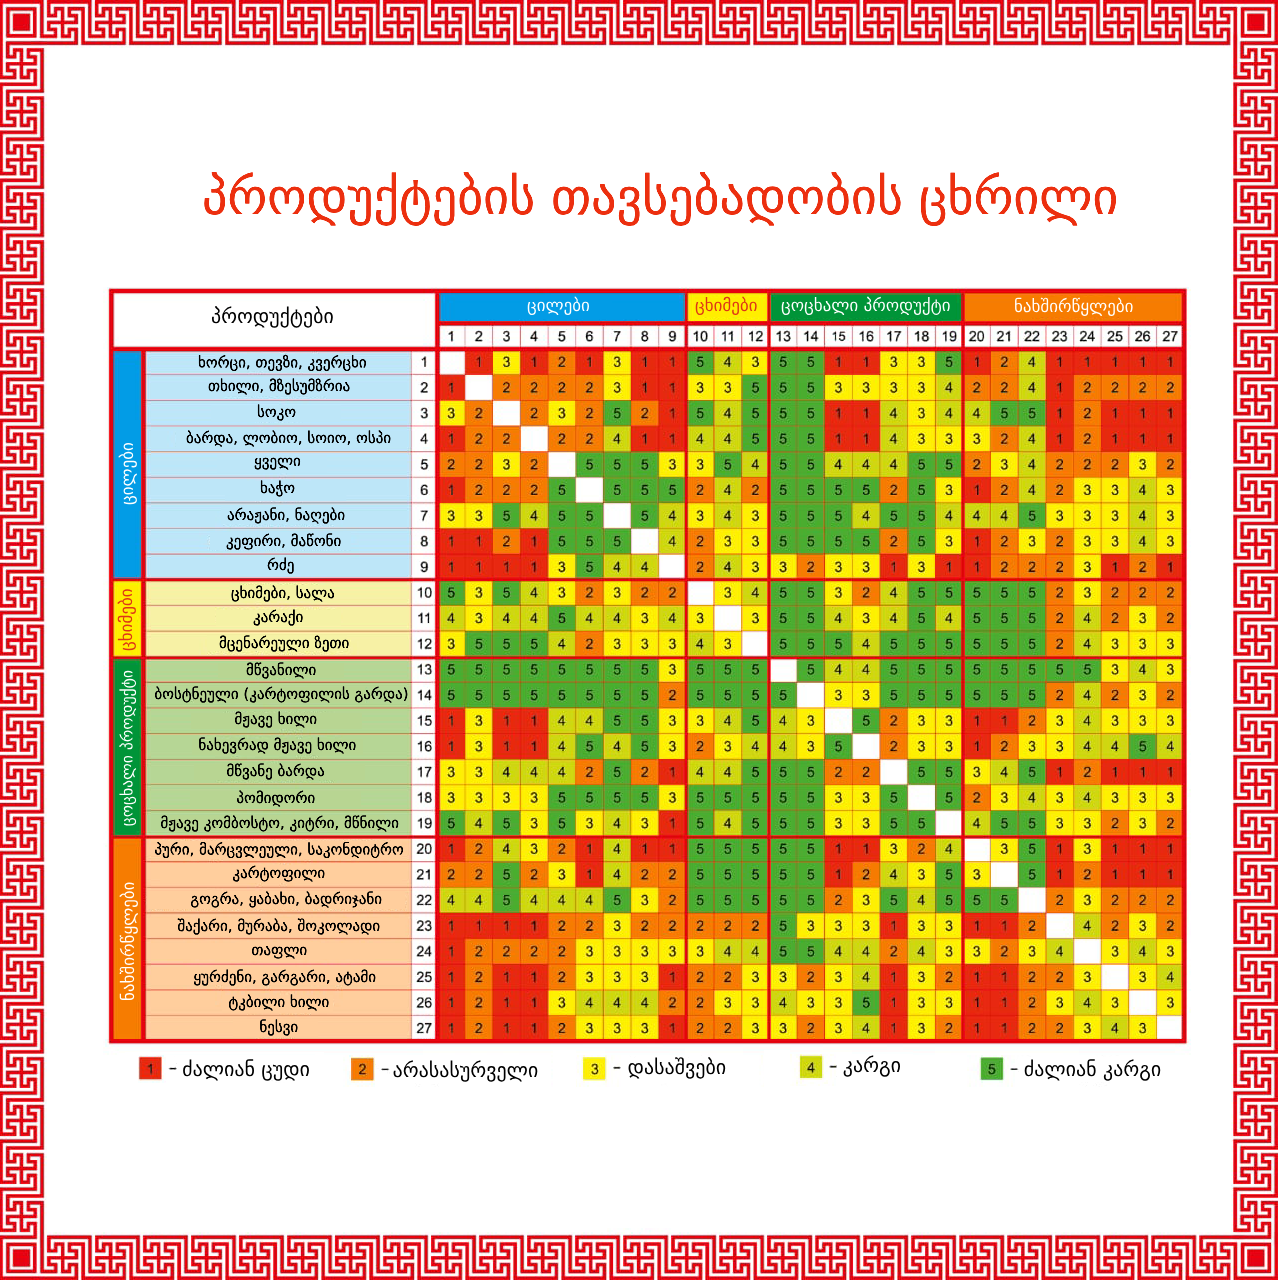 პროდუქტების თავსებადობის ცხრილი
პროდუქტები ცილები ცხიმები ცოცხალი პროდუქტი ნახშირწყლები
1 2 3 4 5 6 7 8 9 10 11 12 13 14 15 16 17 18 19 20 21 22 23 24 25 26 27
ცილები
ხორცი, თევზი, კვერცხი 1 1 3 1 2 1 3 1 1 5 4 3 5 5 1 1 3 3 5 1 2 4 1 1 1 1 1
თხილი, მზესუმზრია 2 1 2 2 2 2 3 1 1 3 3 5 5 5 3 3 3 3 4 2 2 4 1 2 2 2 2
სოკო 3 3 2 2 3 2 5 2 1 5 4 5 5 5 1 1 4 3 4 4 5 5 1 2 1 1 1
ბარდა, ლობიო, სოიო, ოსპი 4 1 2 2 2 2 4 1 1 4 4 5 5 5 1 1 4 3 3 3 2 4 1 2 1 1 1
ყველი 5 2 2 3 2 5 5 5 3 3 5 4 5 5 4 4 4 5 5 2 3 4 2 2 2 3 2
ხაჭო 6 1 2 2 2 5 5 5 5 2 4 2 5 5 5 5 2 5 3 1 2 4 2 3 3 4 3
არაჟანი, ნაღები 7 3 3 5 4 5 5 5 4 3 4 3 5 5 5 4 5 5 4 4 4 5 3 3 3 4 3
კეფირი, მაწონი 8 1 1 2 1 5 5 5 4 2 3 3 5 5 5 5 2 5 3 1 2 3 2 3 3 4 3
რძე 9 1 1 1 1 3 5 4 4 2 4 3 3 2 3 3 1 3 1 1 2 2 2 3 1 2 1
ცხიმები
ცხიმები, სალა 10 5 3 5 4 3 2 3 2 2 3 4 5 5 3 2 4 5 5 5 5 5 2 3 2 2 2
კარაქი 11 4 3 4 4 5 4 4 3 4 3 3 5 5 4 3 4 5 4 5 5 5 2 4 2 3 2
მცენარეული ზეთი 12 3 5 5 5 4 2 3 3 3 4 3 5 5 5 4 5 5 5 5 5 5 2 4 3 3 3
ცოცხალი პროდუქტი
მწვანილი 13 5 5 5 5 5 5 5 5 3 5 5 5 5 4 4 5 5 5 5 5 5 5 5 3 4 3
ბოსტნეული (კარტოფილის გარდა) 14 5 5 5 5 5 5 5 5 2 5 5 5 5 3 3 5 5 5 5 5 5 2 4 2 3 2
მჟავე ხილი 15 1 3 1 1 4 4 5 5 3 3 4 5 4 3 5 2 3 3 1 1 2 3 4 3 3 3
ნახევრად მჟავე ხილი 16 1 3 1 1 4 5 4 5 3 2 3 4 4 3 5 2 3 3 1 2 3 3 4 4 5 4
მწვანე ბარდა 17 3 3 4 4 4 2 5 2 1 4 4 5 5 5 2 2 5 5 3 4 5 1 2 1 1 1
პომიდორი 18 3 3 3 3 5 5 5 5 3 5 5 5 5 5 3 3 5 5 2 3 4 3 4 3 3 3
მჟავე კომბოსტო, კიტრი, მწნილი 19 5 4 5 3 5 3 4 3 1 5 4 5 5 5 3 3 5 5 4 5 5 3 3 2 3 2
ნახშირწყლები
პური, მარცვლეული, საკონდიტრო 20 1 2 4 3 2 1 4 1 1 5 5 5 5 5 1 1 3 2 4 3 5 1 3 1 1 1
კარტოფილი 21 2 2 5 2 3 1 4 2 2 5 5 5 5 5 1 2 4 3 5 3 5 1 2 1 1 1
გოგრა, ყაბახი, ბადრიჯანი 22 4 4 5 4 4 4 5 3 2 5 5 5 5 5 2 3 5 4 5 5 5 2 3 2 2 2
შაქარი, მურაბა, შოკოლადი 23 1 1 1 1 2 2 3 2 2 2 2 2 5 3 3 3 1 3 3 1 1 2 4 2 3 2
თაფლი 24 1 2 2 2 2 3 3 3 3 3 4 4 5 5 4 4 2 4 3 3 2 3 4 3 4 3
ყურძენი, გარგარი, ატამი 25 1 2 1 1 2 3 3 3 1 2 2 3 3 2 3 4 1 3 2 1 1 2 2 3 3 4
ტკბილი ხილი 26 1 2 1 1 3 4 4 4 2 2 3 3 4 3 3 5 1 3 3 1 1 2 3 4 3 3
ნესვი 27 1 2 1 1 2 3 3 3 1 2 2 3 3 2 3 4 1 3 2 1 1 2 2 3 4 3
1 - ძალიან ცუდი 2 - არასასურველი 3 - დასაშვები 4 - კარგი 5 - ძალიან კარგი